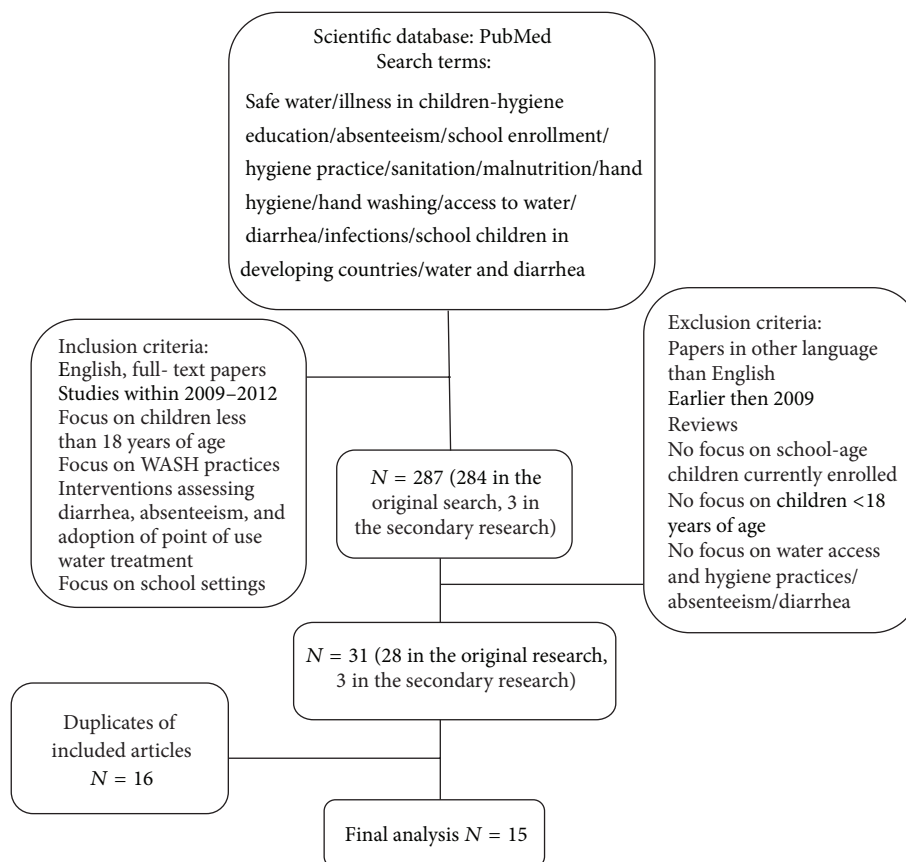 Scientific database: PubMed
Search terms:
Safe water/illness in children-hygiene
education/absenteeism/school enrollment/
hygiene practice/sanitation/malnutrition/hand
hygiene/hand washing/access to water/
diarrhea/infections/school children in
developing countries/water and diarrhea
Inclusion criteria:
English, full- text papers
Studies within 2009–2012
Focus on children less
than 18 years of age
Focus on WASH practices
Interventions assessing
diarrhea, absenteeism, and
adoption of point of use
water treatment
Focus on school settings
Exclusion criteria:
Papers in other language
than English
Earlier then 2009
Reviews
No focus on school-age
children currently enrolled
No focus on children <18
years of age
No focus on water access
and hygiene practices/
absenteeism/diarrhea
N = 287 (284 in the
original search, 3 in
the secondary research)
N = 31 (28 in the original research,
3 in the secondary research)
Duplicates of
included articles
N = 16
Final analysis N = 15